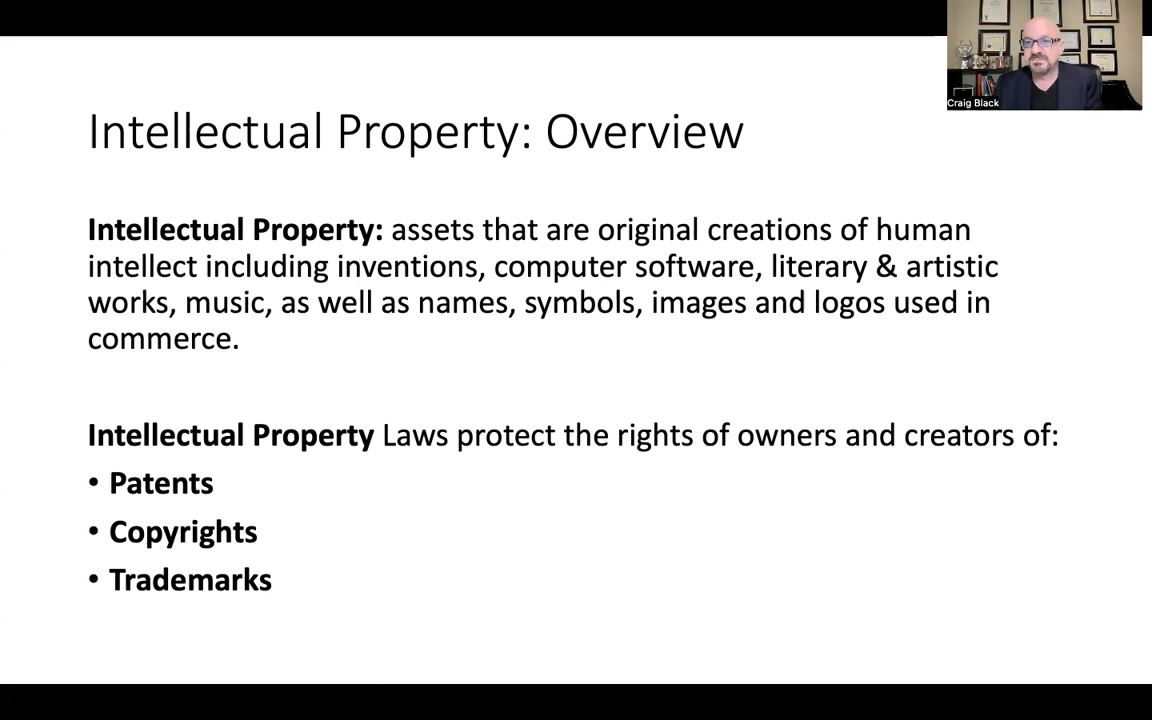 Craig Black
Intellectual Property: Overview
Intellectual Property: assets that are original creations of human
intellect including inventions, computer software, literary & artistic
works, music, as well as names, symbols, images and logos used in
commerce.
Intellectual Property Laws protect the rights of owners and creators of:
• Patents
• Copyrights
• Trademarks